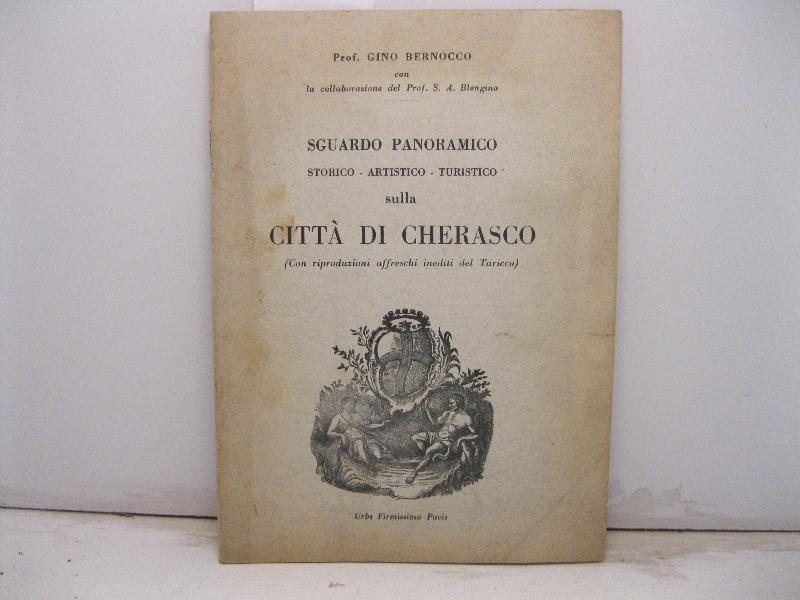 Prof. GINO BERNOCCO
con
la collaborazione del Prof. S. A. Blengino
SGUARDO PANORAMICO
STORICO - ARTISTICO - TURISTICO
sulla
CITTÀ DI CHERASCO
(Con riproduzioni affreschi inediti del Taricco)
Urbs Firmissima Pacis